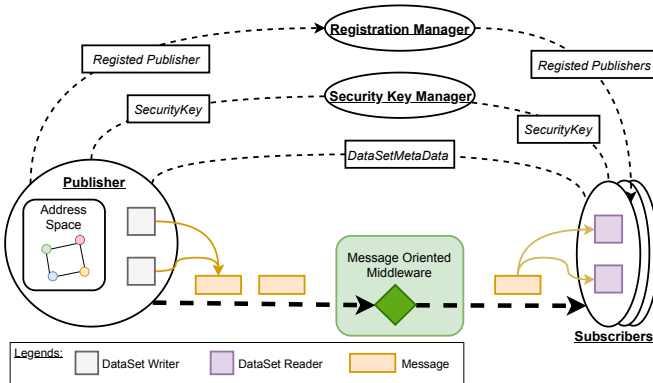 Registration Manager
Registed Publisher
Registed Publishers
Security Key Manager
SecurityKey
SecurityKey
DataSetMetaData
Publisher
Address
Space
Message Oriented
Middleware
Subscribers
Legends:
DataSet Writer
DataSet Reader
Message